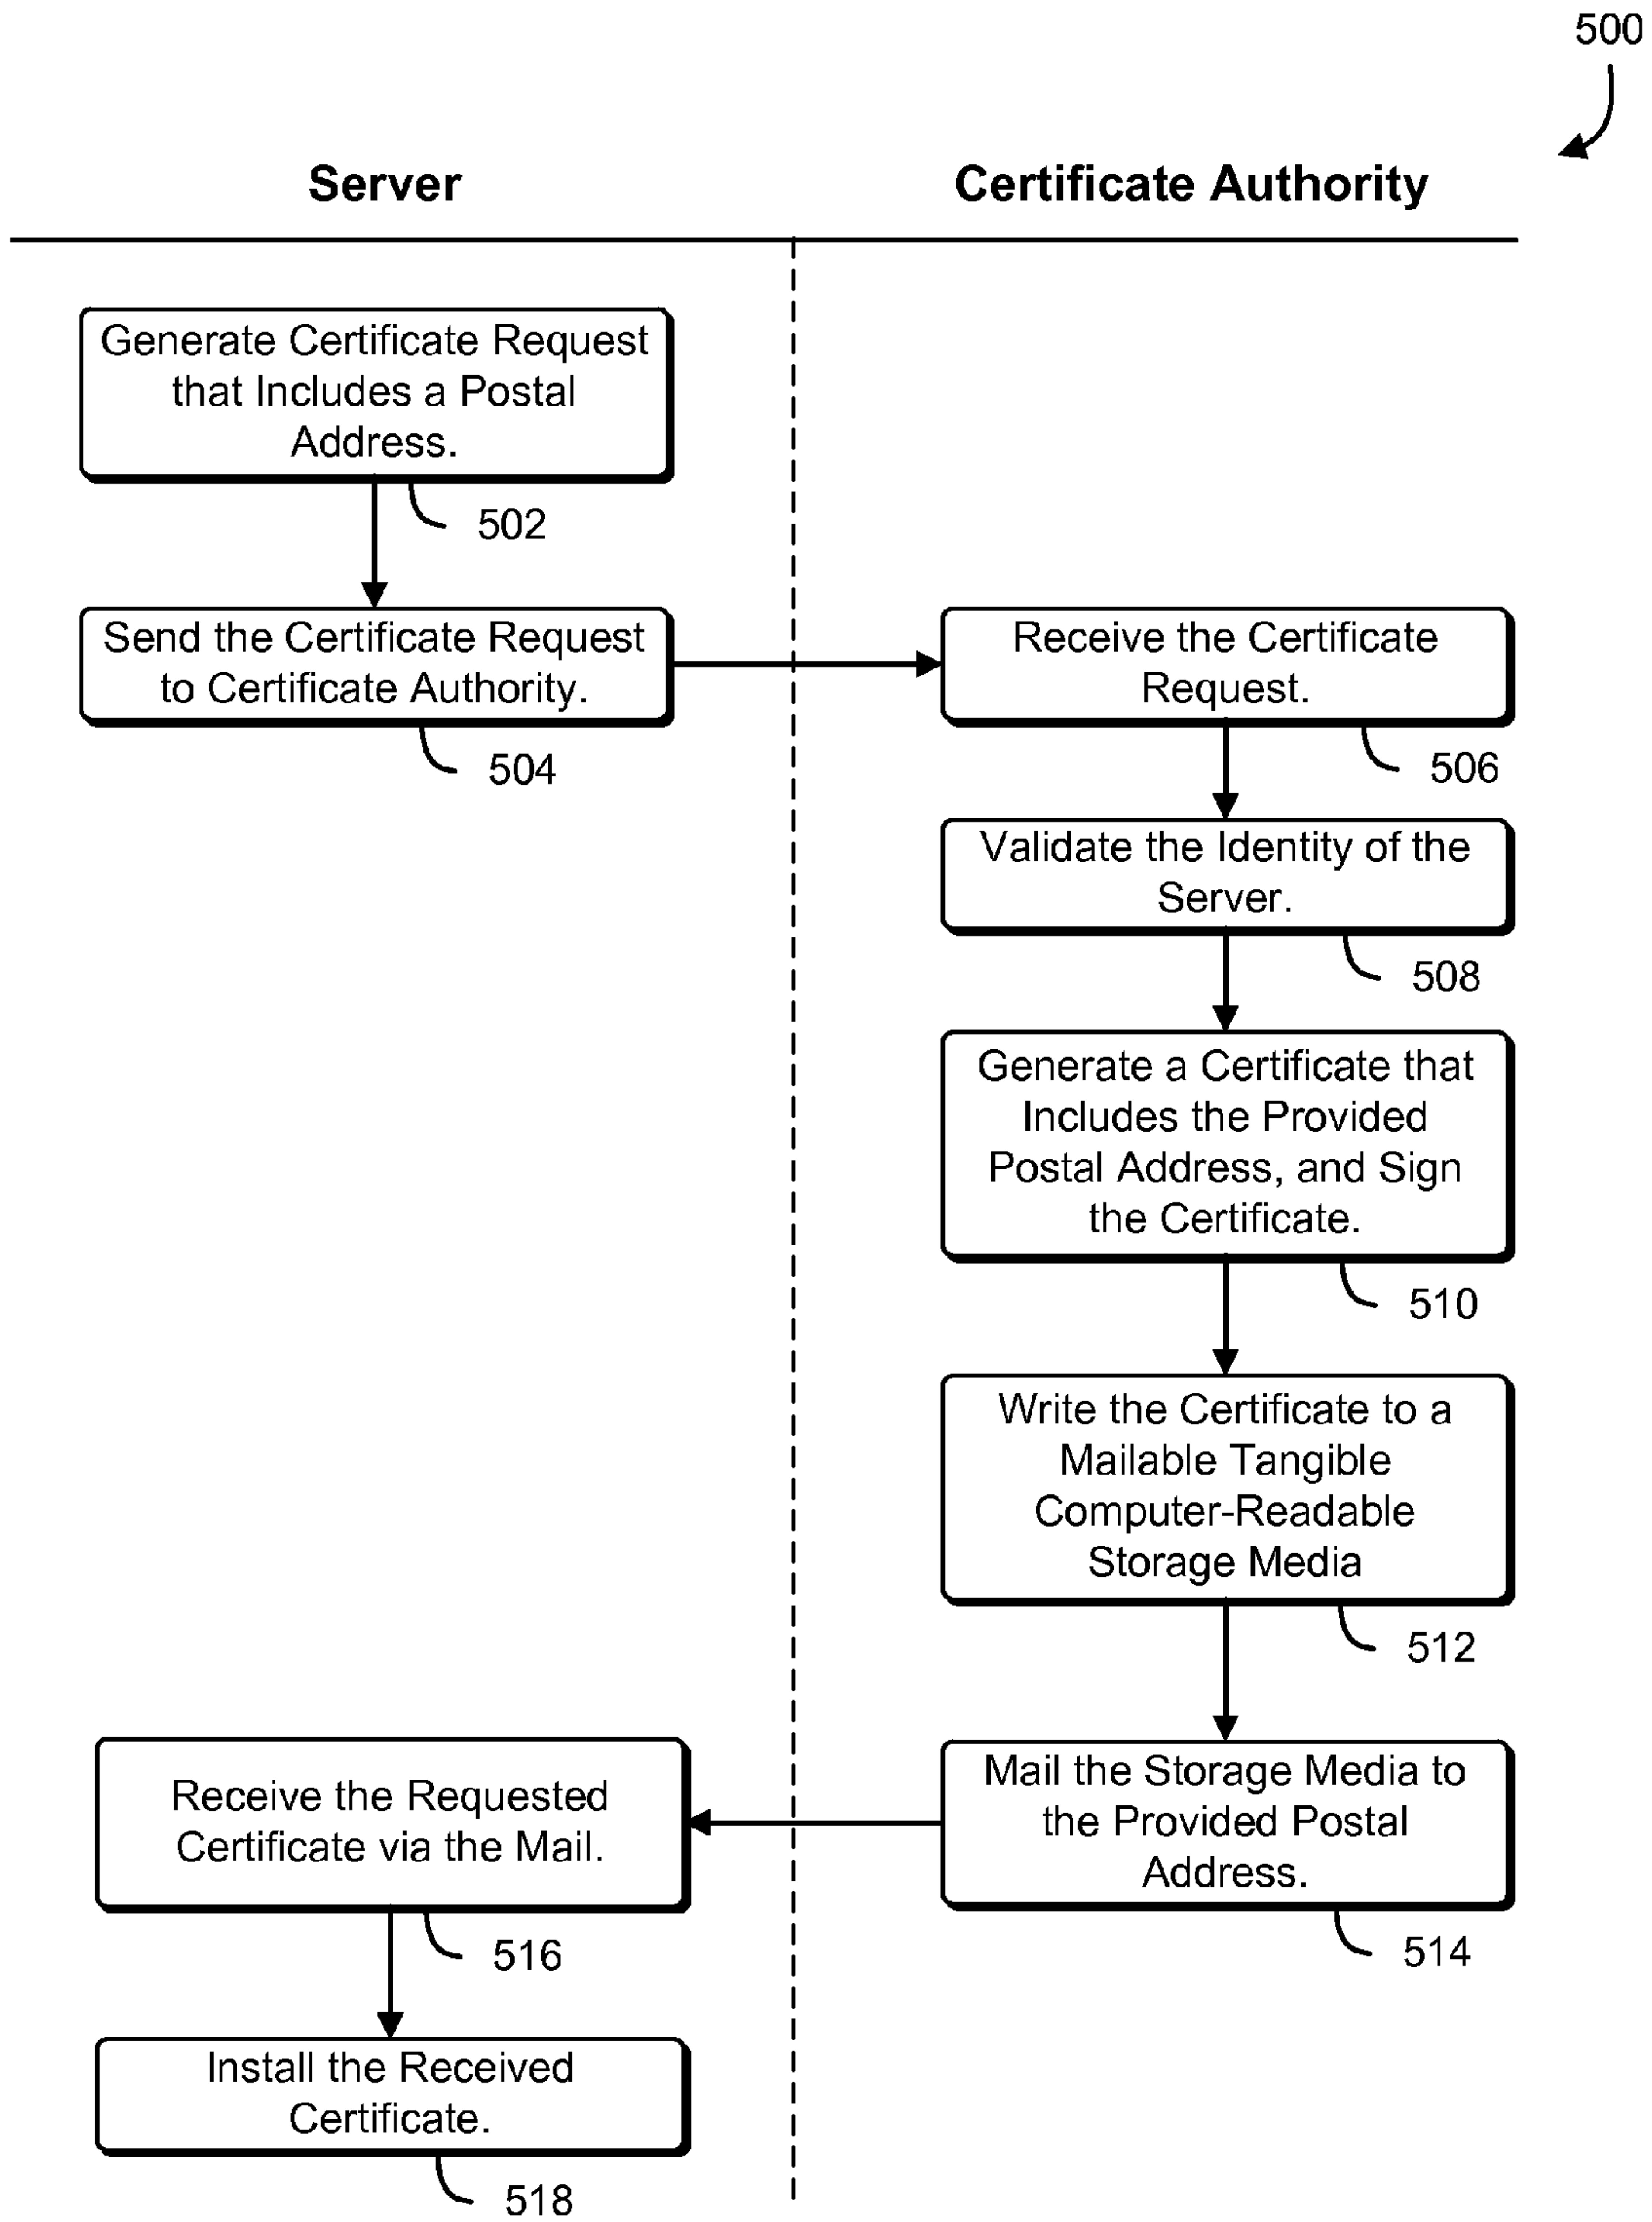 500
Server
Certificate Authority
Generate Certificate Request
that Includes a Postal
Address.
502
Send the Certificate Request
to Certificate Authority.
504
Receive the Certificate
Request.
506
Validate the Identity of the
Server.
508
Generate a Certificate that
Includes the Provided
Postal Address, and Sign
the Certificate.
510
Write the Certificate to a
Mailable Tangible
Computer-Readable
Storage Media
512
Mail the Storage Media to
the Provided Postal
Address.
514
Receive the Requested
Certificate via the Mail.
516
Install the Received
Certificate.
518